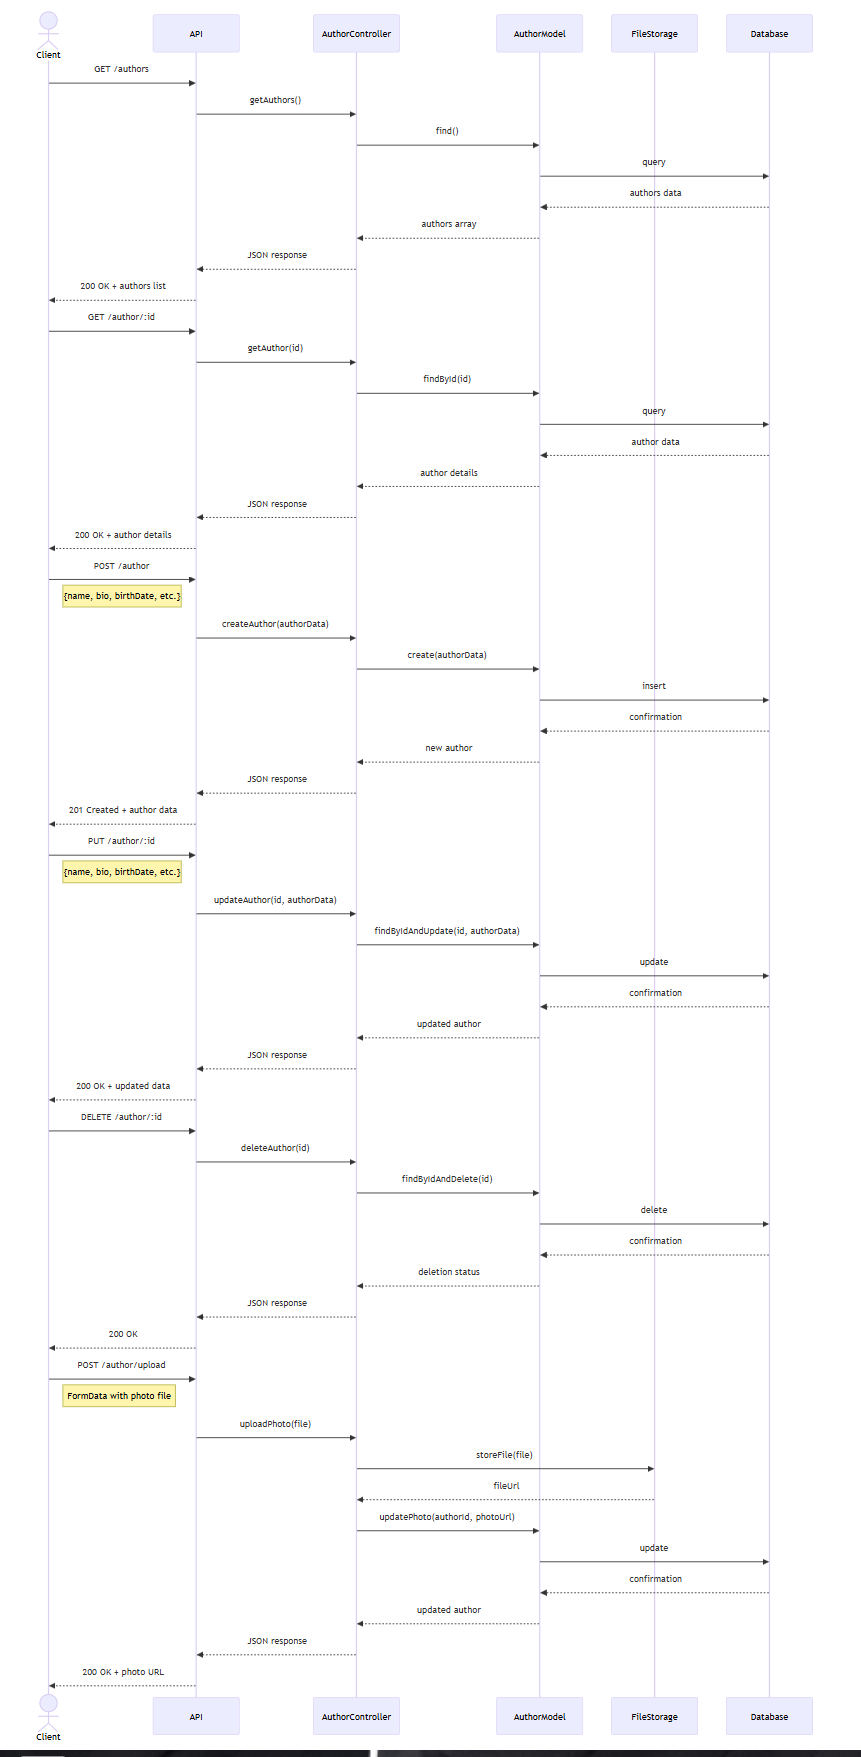 Client
API
AuthorController
AuthorModel
FileStorage
Database
GET /authors
getAuthors()
find()
query
authors data
authors array
JSON response
200 OK + authors list
GET /author/:id
getAuthor(id)
findById(id)
query
author data
author details
JSON response
200 OK + author details
POST /author
{name, bio, birthDate, etc.}
createAuthor(authorData)
create(authorData)
insert
confirmation
new author
JSON response
201 Created + author data
PUT /author/:id
{name, bio, birthDate, etc.}
updateAuthor(id, authorData)
findByIdAndUpdate(id, authorData)
update
confirmation
updated author
JSON response
200 OK + updated data
DELETE /author/:id
deleteAuthor(id)
findByIdAndDelete(id)
delete
confirmation
deletion status
JSON response
200 OK
POST /author/upload
FormData with photo file
uploadPhoto(file)
storeFile(file)
fileUrl
updatePhoto(authorId, photoUrl)
update
confirmation
updated author
JSON response
200 OK + photo URL
Client
API
AuthorController
AuthorModel
FileStorage
Database